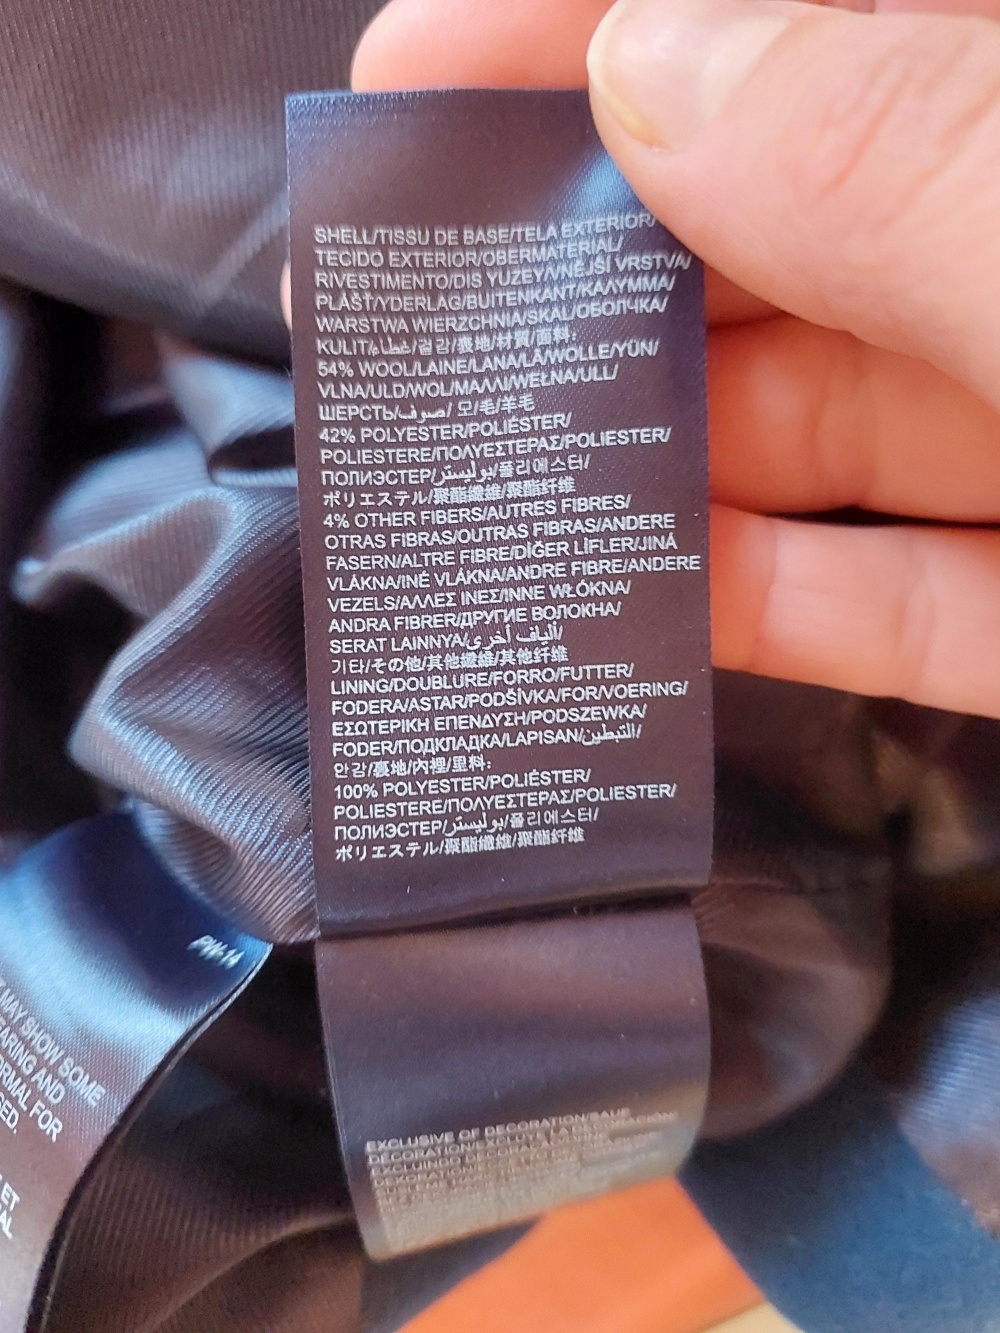 SHELL/TISSU DE BASE/TELA EXTERIOR/
TECIDO EXTERIOR/OBERMATERIAL/
RIVESTIMENTO/DIS YUZEY/VNĚJŠÍ VRSTVA/
PLÁŠŤ/YDERLAG/BUITENKANT/ΚΑΛΥΜΜΑ/
WARSTWA WIERZCHNIA/SKAL/ОБОЛЧКА/
KULIT/غطاء/겉감/表地/材質/面料:
54% WOOL/LAINE/LANA/LÃ/WOLLE/YÜN/
VLNA/ULD/WOL/ΜΑΛΛΙ/WEŁNA/ULL/
ШЕРСТЬ/صوف/ 모/毛/羊毛
42% POLYESTER/POLIÉSTER/
POLIESTERE/ΠΟΛΥΕΣΤΕΡΑΣ/POLIESTER/
ПОЛИЭСТЕР/بوليستر/폴리에스터/
ポリエステル/聚酯纖維/聚酯纤维
4% OTHER FIBERS/AUTRES FIBRES/
OTRAS FIBRAS/OUTRAS FIBRAS/ANDERE
FASERN/ALTRE FIBRE/DİĞER LİFLER/JINÁ
VLÁKNA/INÉ VLÁKNA/ANDRE FIBRE/ANDERE
VEZELS/ΑΛΛΕΣ ΙΝΕΣ/INNE WŁÓKNA/
ANDRA FIBRER/ДРУГИЕ ВОЛОКНА/
SERAT LAINNYA/ألياف أخرى/
기타/その他/其他纖維/其他纤维
LINING/DOUBLURE/FORRO/FUTTER/
FODERA/ASTAR/PODŠÍVKA/FOR/VOERING/
ΕΣΩΤΕΡΙΚΗ ΕΠΕΝΔΥΣΗ/PODSZEWKA/
FODER/ПОДКЛАДКА/LAPISAN/التبطين/
안감/裏地/內裡/里料:
100% POLYESTER/POLIÉSTER/
POLIESTERE/ΠΟΛΥΕΣΤΕΡΑΣ/POLIESTER/
ПОЛИЭСТЕР/بوليستر/폴리에스터/
ポリエステル/聚酯纖維/聚酯纤维
EXCLUSIVE OF DECORATION/SAUF
PW-14
MAY SHOW SOME
AND
FOR
ET